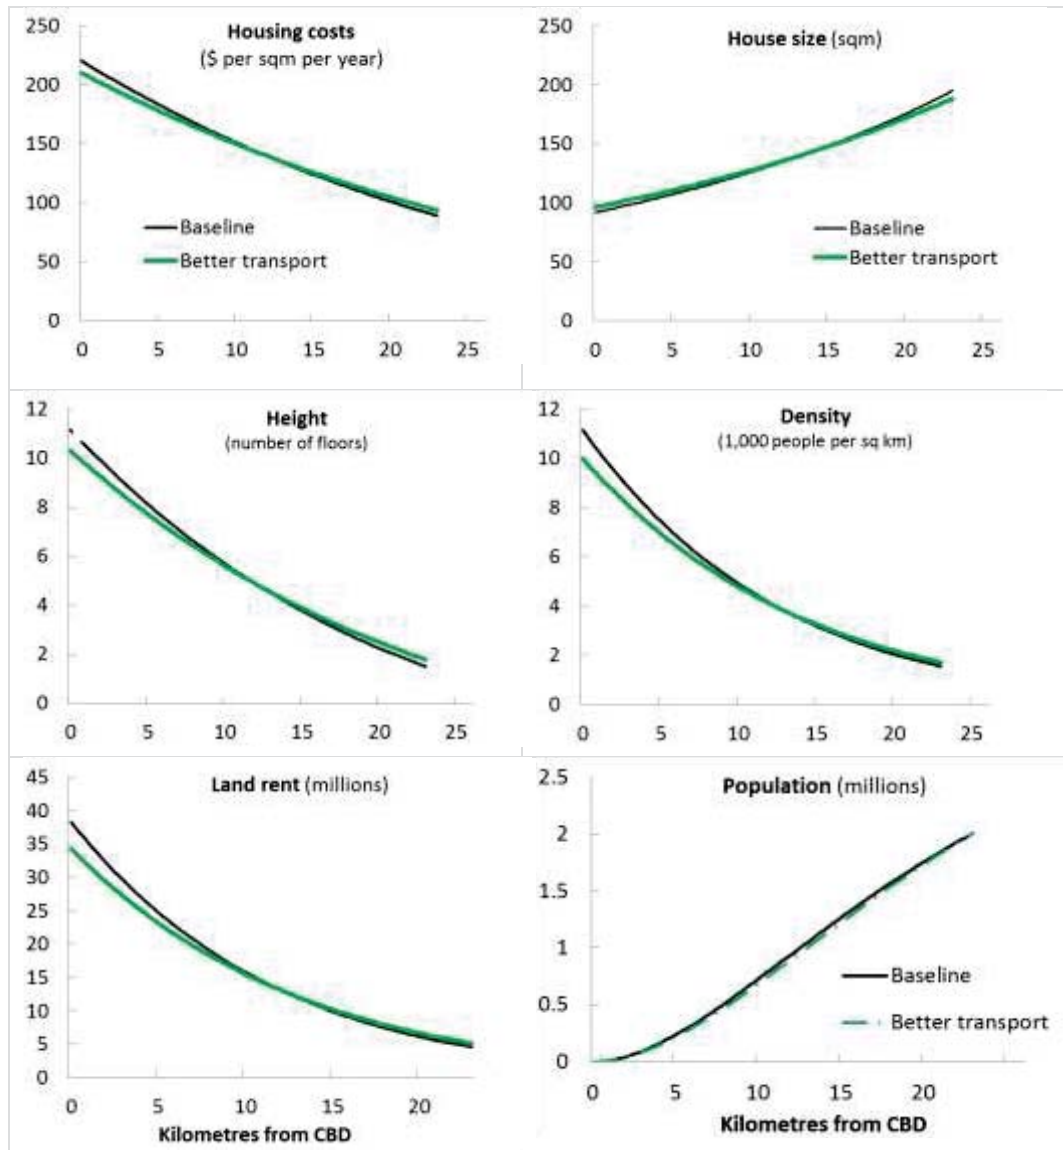 Housing costs
($ per sqm per year)
250
200
150
100
50
0
Baseline
Better transport
0 5 10 15 20 25
House size (sqm)
250
200
150
100
50
0
Baseline
Better transport
0 5 10 15 20 25
Height
(number of floors)
12
10
8
6
4
2
0
0 5 10 15 20 25
Density
(1,000 people per sq km)
12
10
8
6
4
2
0
0 5 10 15 20 25
Land rent (millions)
45
40
35
30
25
20
15
10
5
0
0 5 10 15 20
Kilometres from CBD
Population (millions)
2.5
2
1.5
1
0.5
0
Baseline
Better transport
0 5 10 15 20
Kilometres from CBD